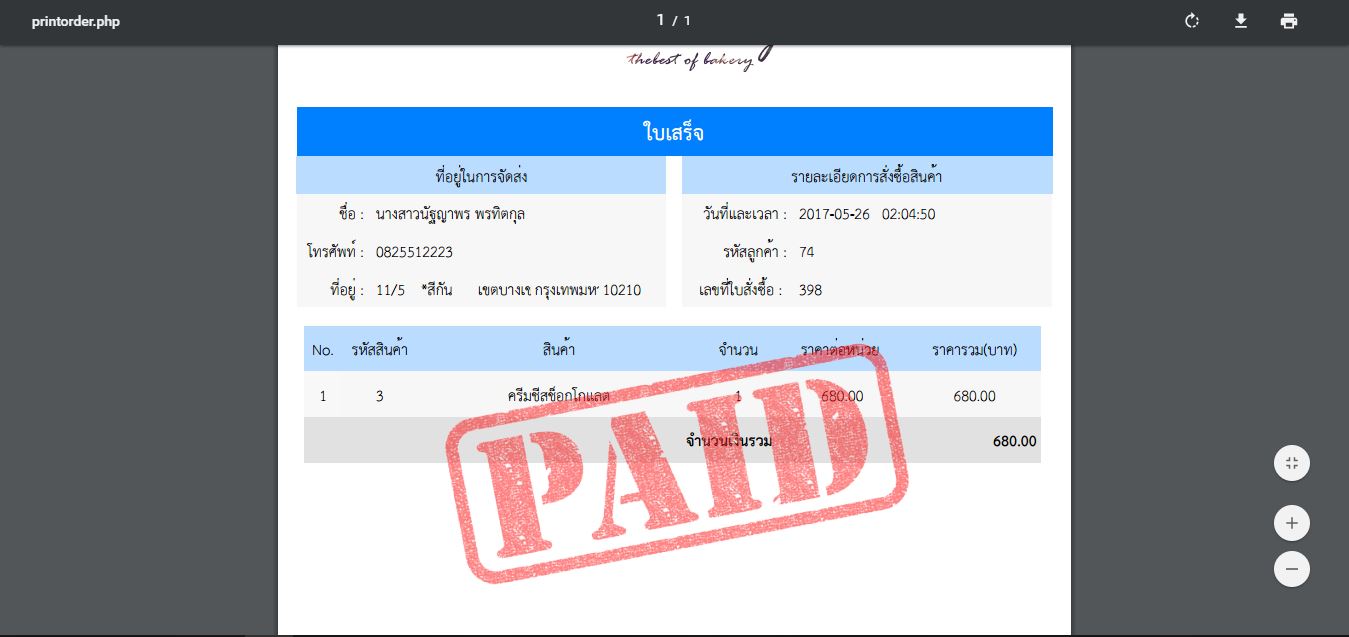 printorder.php
1 / 1
thebest of bakery
ใบเสร็จ
ที่อยู่ในการจัดส่ง
รายละเอียดการสั่งซื้อสินค้า
ชื่อ : นางสาวนัฐญาพร พรทิตกุล
วันที่และเวลา : 2017-05-26 02:04:50
โทรศัพท์ : 0825512223
รหัสลูกค้า : 74
ที่อยู่ : 11/5 *สีกัน เขตบางเข กรุงเทพมห 10210
เลขที่ใบสั่งซื้อ : 398
No. รหัสสินค้า สินค้า จำนวน ราคาต่อหน่วย ราคารวม(บาท)
1 3 ครีมชีสช็อกโกแลต 1 680.00 680.00
จำนวนเงินรวม 680.00
PAID